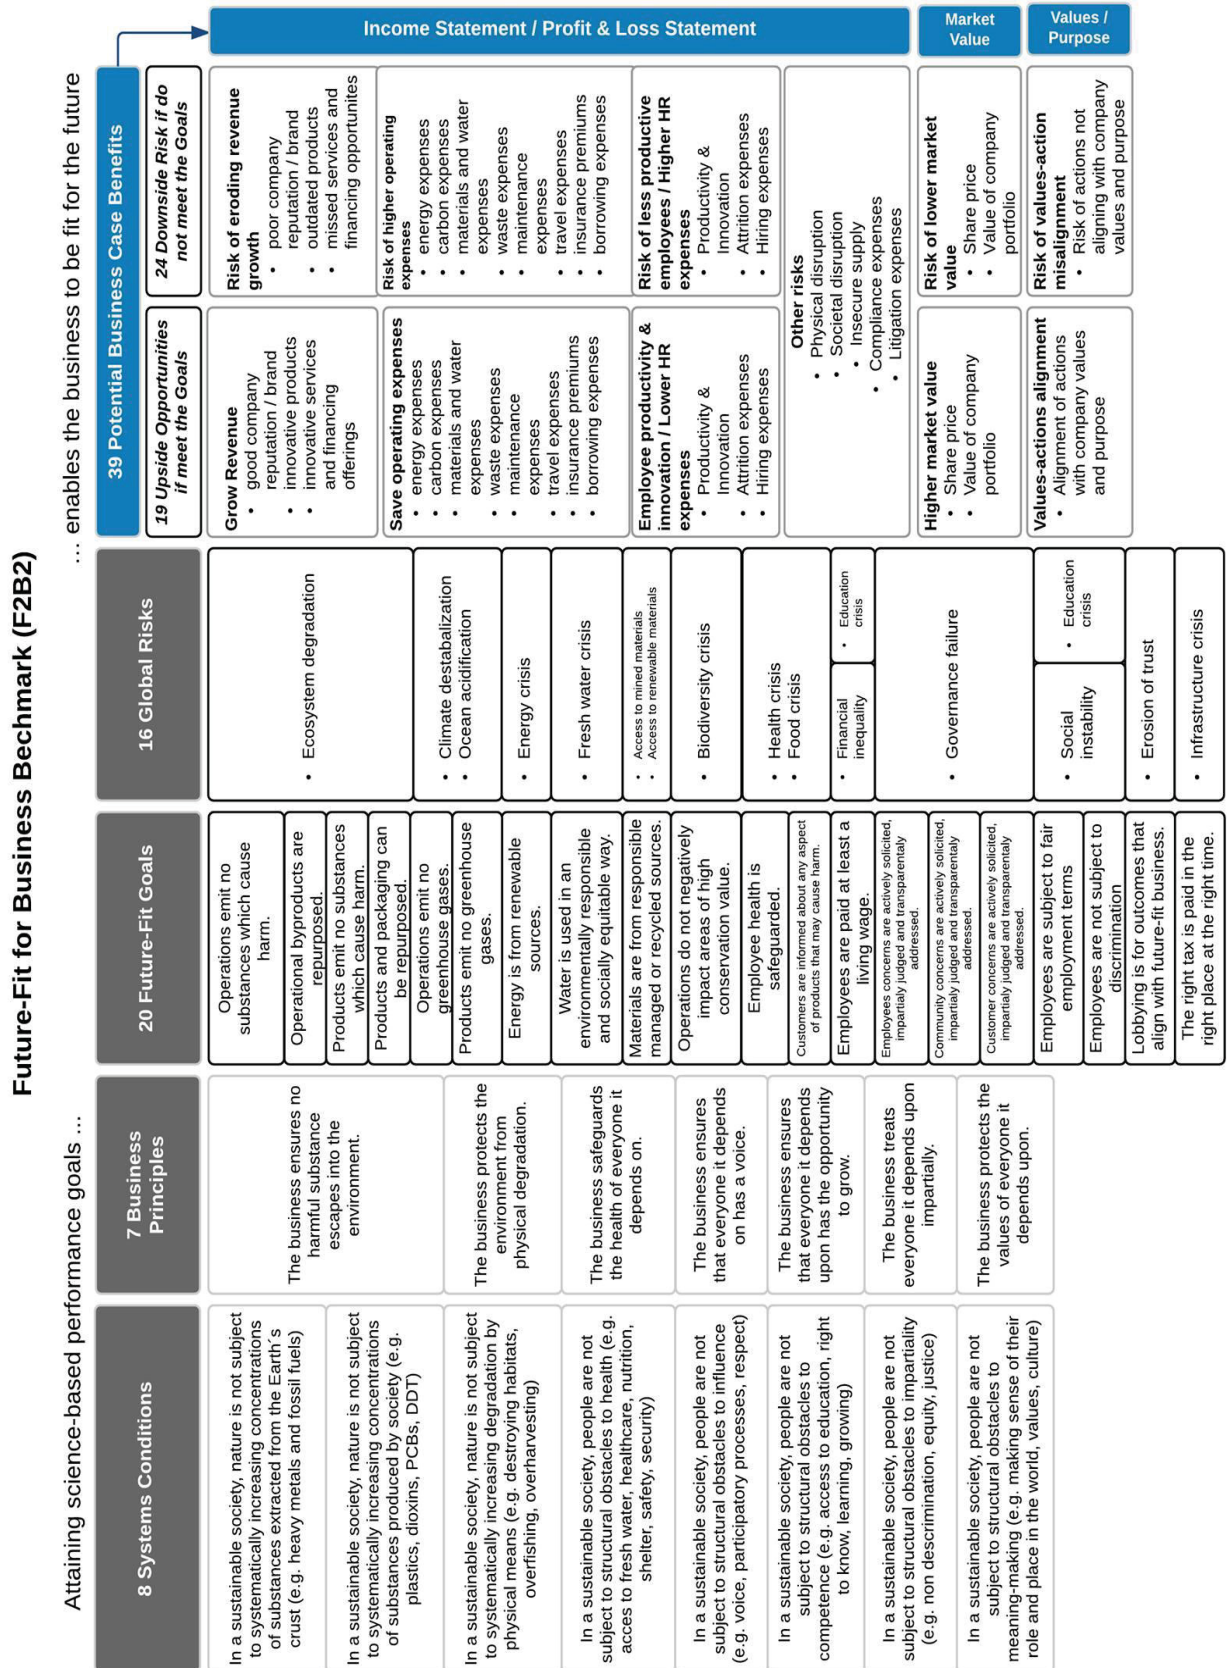 Future-Fit for Business Bechmark (F2B2)
Attaining science-based performance goals ...
... enables the business to be fit for the future
8 Systems Conditions
In a sustainable society, nature is not subject
to systematically increasing concentrations
of substances extracted from the Earth´s
crust (e.g. heavy metals and fossil fuels)
In a sustainable society, nature is not subject
to systematically increasing concentrations
of substances produced by society (e.g.
plastics, dioxins, PCBs, DDT)
In a sustainable society, nature is not subject
to systematically increasing degradation by
physical means (e.g. destroying habitats,
overfishing, overharvesting)
In a sustainable society, people are not
subject to structural obstacles to health (e.g.
acces to fresh water, healthcare, nutrition,
shelter, safety, security)
In a sustainable society, people are not
subject to structural obstacles to influence
(e.g. voice, participatory processes, respect)
In a sustainable society, people are not
subject to structural obstacles to
competence (e.g. access to education, right
to know, learning, growing)
In a sustainable society, people are not
subject to structural obstacles to impartiality
(e.g. non descrimination, equity, justice)
In a sustainable society, people are not
subject to structural obstacles to
meaning-making (e.g. making sense of their
role and place in the world, values, culture)
7 Business
Principles
The business ensures no
harmful substance
escapes into the
environment.
The business protects the
environment from
physical degradation.
The business safeguards
the health of everyone it
depends on.
The business ensures
that everyone it depends
on has a voice.
The business ensures
that everyone it depends
upon has the opportunity
to grow.
The business treats
everyone it depends upon
impartially.
The business protects the
values of everyone it
depends upon.
20 Future-Fit Goals
Operations emit no
substances which cause
harm.
Operational byproducts are
repurposed.
Products emit no substances
which cause harm.
Products and packaging can
be repurposed.
Operations emit no
greenhouse gases.
Products emit no greenhouse
gases.
Energy is from renewable
sources.
Water is used in an
environmentally responsible
and socially equitable way.
Materials are from responsible
managed or recycled sources.
Operations do not negatively
impact areas of high
conservation value.
Employee health is
safeguarded.
Customers are informed about any aspect
of products that may cause harm.
Employees are paid at least a
living wage.
Employees concerns are actively solicited,
impartialy judged and transparentaly
addressed.
Community concerns are actively solicited,
impartialy judged and transparentaly
addressed.
Customer concerns are actively solicited,
impartialy judged and transparentaly
addressed.
Employees are subject to fair
employment terms
Employees are not subject to
discrimination
Lobbying is for outcomes that
align with future-fit business.
The right tax is paid in the
right place at the right time.
16 Global Risks
• Ecosystem degradation
• Climate destabalization
• Ocean acidification
• Energy crisis
• Fresh water crisis
• Access to mined materials
• Access to renewable materials
• Biodiversity crisis
• Health crisis
• Food crisis
• Financial
inequality
• Education
crisis
• Governance failure
• Social
instability
• Education
crisis
• Erosion of trust
• Infrastructure crisis
39 Potential Business Case Benefits
19 Upside Opportunities
if meet the Goals
Grow Revenue
• good company
reputation / brand
• innovative products
• innovative services
and financing
offerings
Save operating expenses
• energy expenses
• carbon expenses
• materials and water
expenses
• waste expenses
• maintenance
expenses
• travel expenses
• insurance premiums
• borrowing expenses
Employee productivity &
innovation / Lower HR
expenses
• Productivity &
Innovation
• Attrition expenses
• Hiring expenses
Other risks
• Physical disruption
• Societal disruption
• Insecure supply
• Compliance expenses
• Litigation expenses
Higher market value
• Share price
• Value of company
portfolio
Values-actions alignment
• Alignment of actions
with company values
and purpose
24 Downside Risk if do
not meet the Goals
Risk of eroding revenue
growth
• poor company
reputation / brand
• outdated products
• missed services and
financing opportunites
Risk of higher operating
expenses
• energy expenses
• carbon expenses
• materials and water
expenses
• waste expenses
• maintenance
expenses
• travel expenses
• insurance premiums
• borrowing expenses
Risk of less productive
employees / Higher HR
expenses
• Productivity &
Innovation
• Attrition expenses
• Hiring expenses
Risk of lower market
value
• Share price
• Value of company
portfolio
Risk of values-action
misalignment
• Risk of actions not
aligning with company
values and purpose
Income Statement / Profit & Loss Statement
Market
Value
Values /
Purpose